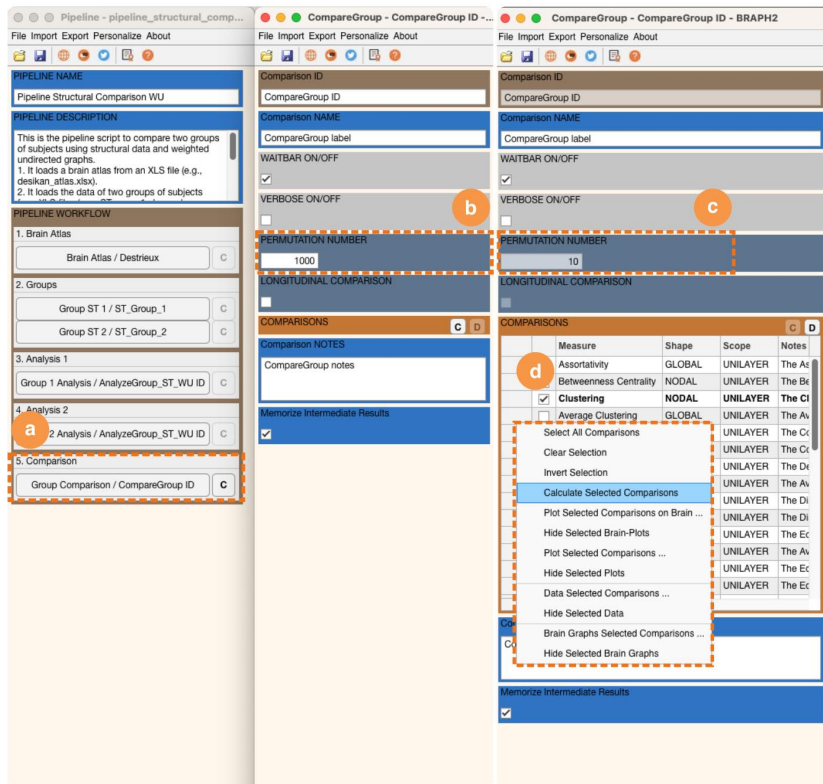 Pipeline - pipeline_structural_comp...
File Import Export Personalize About
PIPELINE NAME
Pipeline Structural Comparison WU
PIPELINE DESCRIPTION
This is the pipeline script to compare two groups
of subjects using structural data and weighted
undirected graphs.
1. It loads a brain atlas from an XLS file (e.g.,
desikan_atlas.xlsx).
2. It loads the data of two groups of subjects
PIPELINE WORKFLOW
1. Brain Atlas
Brain Atlas / Destrieux C
2. Groups
Group ST 1 / ST_Group_1 C
Group ST 2 / ST_Group_2 C
3. Analysis 1
Group 1 Analysis / AnalyzeGroup_ST_WU ID C
4. Analysis 2
a
2 Analysis / AnalyzeGroup_ST_WU ID C
5. Comparison
Group Comparison / CompareGroup ID C
CompareGroup - CompareGroup ID -...
File Import Export Personalize About
Comparison ID
CompareGroup ID
Comparison NAME
CompareGroup label
WAITBAR ON/OFF
VERBOSE ON/OFF
b
PERMUTATION NUMBER
1000
LONGITUDINAL COMPARISON
COMPARISONS C D
Comparison NOTES
CompareGroup notes
Memorize Intermediate Results
CompareGroup - CompareGroup ID - BRAPH2
File Import Export Personalize About
Comparison ID
CompareGroup ID
Comparison NAME
CompareGroup label
WAITBAR ON/OFF
VERBOSE ON/OFF
c
PERMUTATION NUMBER
10
LONGITUDINAL COMPARISON
COMPARISONS C D
Measure Shape Scope Notes
d
Assortativity GLOBAL UNILAYER The As
Betweenness Centrality NODAL UNILAYER The Be
Clustering NODAL UNILAYER The Cl
Average Clustering GLOBAL UNILAYER The Av
UNILAYER The Co
UNILAYER The Co
UNILAYER The De
UNILAYER The Av
UNILAYER The Di
UNILAYER The Di
UNILAYER The Ec
UNILAYER The Av
UNILAYER The Ec
UNILAYER The Ec
Select All Comparisons
Clear Selection
Invert Selection
Calculate Selected Comparisons
Plot Selected Comparisons on Brain ...
Hide Selected Brain-Plots
Plot Selected Comparisons ...
Hide Selected Plots
Data Selected Comparisons ...
Hide Selected Data
Brain Graphs Selected Comparisons ...
Hide Selected Brain Graphs
Memorize Intermediate Results